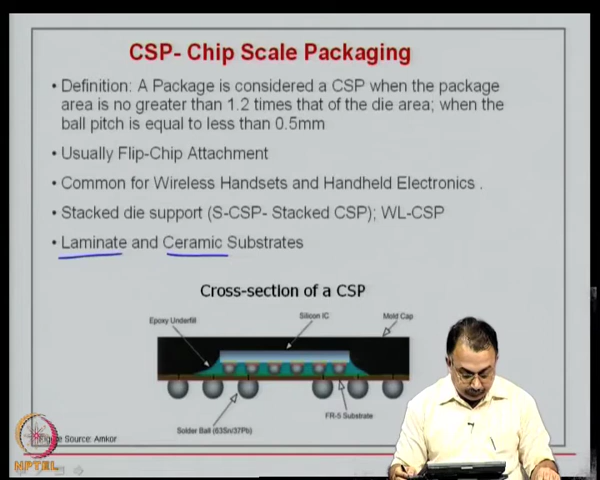 CSP- Chip Scale Packaging
• Definition: A Package is considered a CSP when the package
area is no greater than 1.2 times that of the die area; when the
ball pitch is equal to less than 0.5mm
• Usually Flip-Chip Attachment
• Common for Wireless Handsets and Handheld Electronics .
• Stacked die support (S-CSP- Stacked CSP); WL-CSP
• Laminate and Ceramic Substrates
Cross-section of a CSP
Epoxy Underfill
Silicon IC
Mold Cap
FR-5 Substrate
Solder Ball (63Sn/37Pb)
Figure Source: Amkor
NPTEL